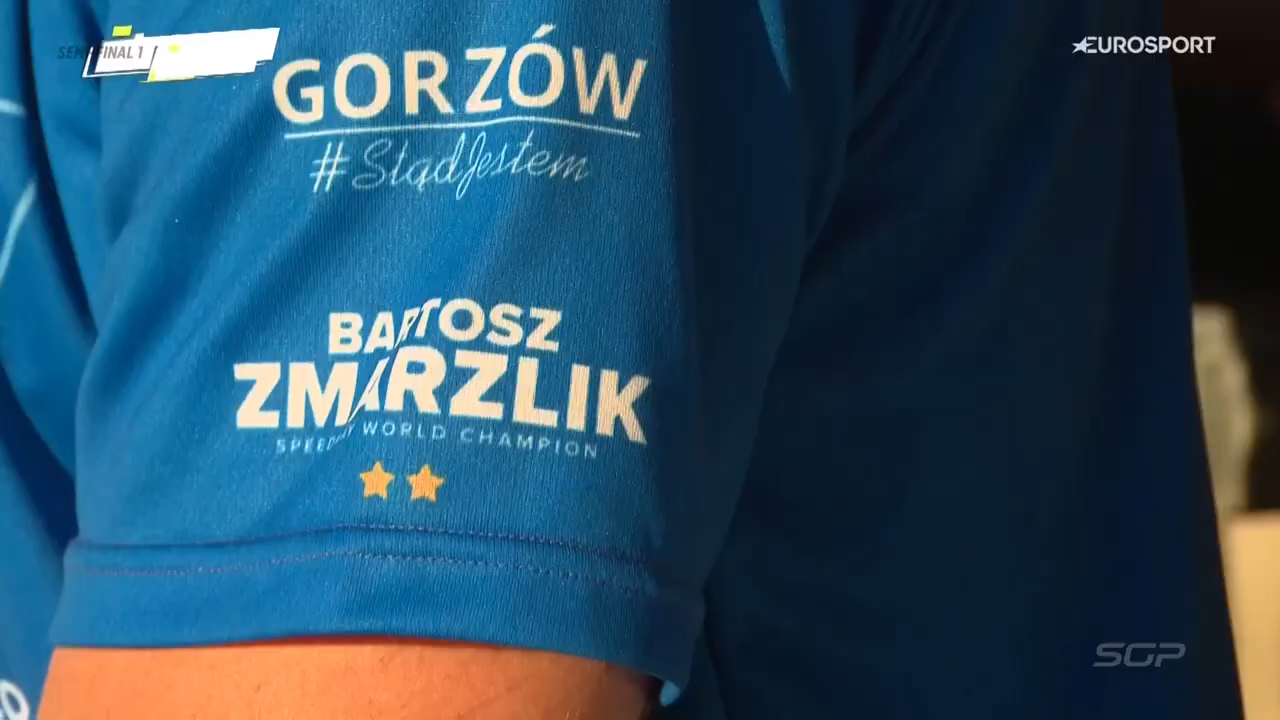 SEMI-FINAL 1
EUROSPORT
GORZÓW
#StądJestem
BARTOSZ
ZMARZLIK
SPEEDWAY WORLD CHAMPION
SGP